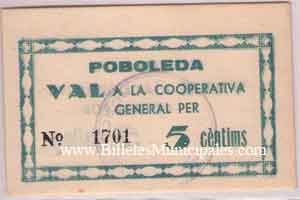 POBOLEDA
VAL A LA COOPERATIVA
GENERAL PER
Nº 1701 5 cèntims
www.BilletesMunicipales.com